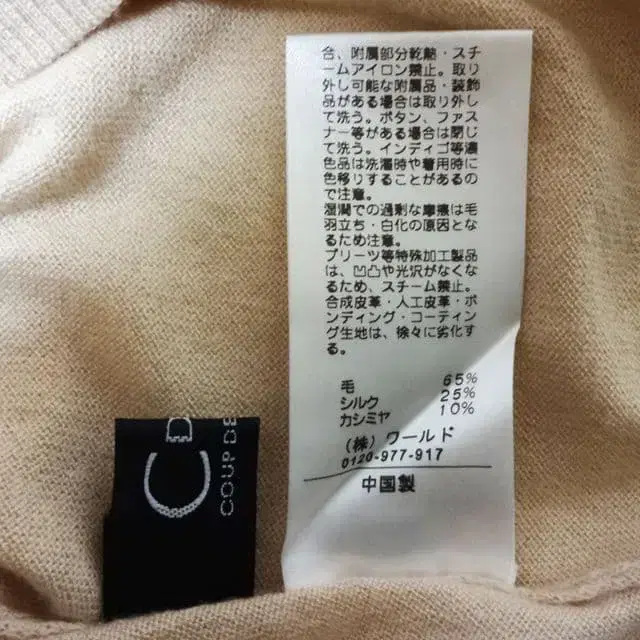 合、附属部分乾熱・スチ
ームアイロン禁止。取り
外し可能な附属品・装飾
品がある場合は取り外し
て洗う。ボタン、ファス
ナー等がある場合は閉じ
て洗う。インディゴ等濃
色品は洗濯時や着用時に
色移りすることがあるの
で注意。
湿潤での過剰な摩擦は毛
羽立ち・白化の原因とな
るため注意。
プリーツ等特殊加工製品
は、凹凸や光沢がなくな
るため、スチーム禁止。
合成皮革・人工皮革・ボ
ンディング・コーティン
グ生地は、徐々に劣化す
る。
毛 65%
シルク 25%
カシミヤ 10%
(株)ワールド
0120-977-917
中国製
CD
COUP DE